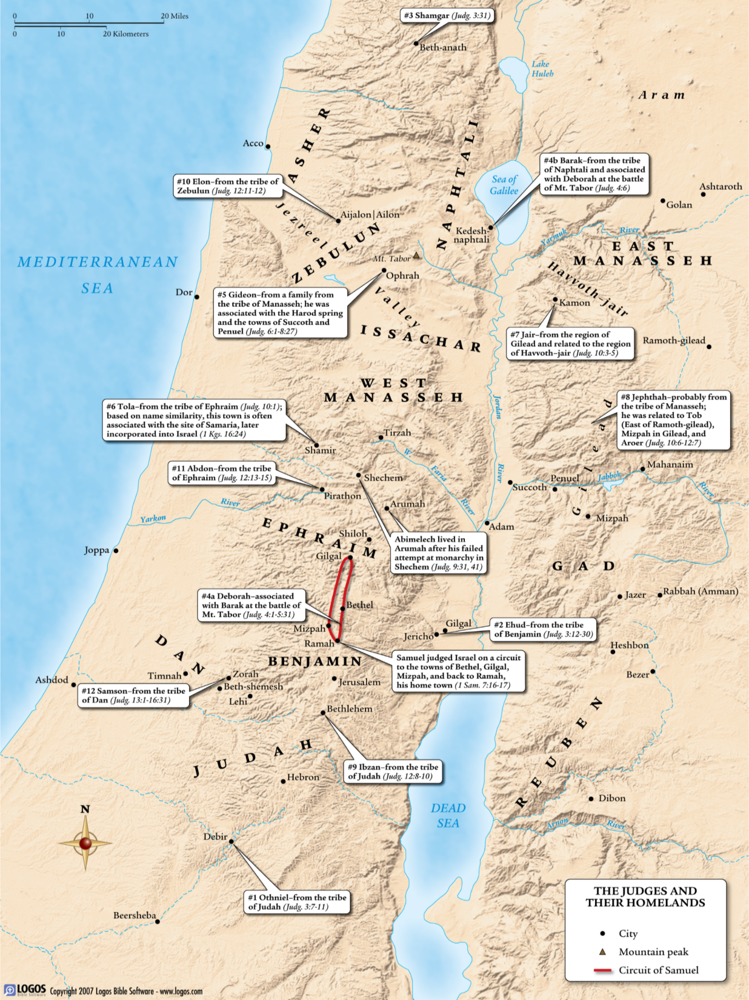 0 10 20 Miles
0 10 20 Kilometers
#3 Shamgar (Judg. 3:31)
Beth-anath
Lake
Huleh
Aram
ASHER
NAPHTALI
Acco
#4b Barak–from the tribe
of Naphtali and associated
with Deborah at the battle
of Mt. Tabor (Judg. 4:6)
#10 Elon–from the tribe of
Zebulun (Judg. 12:11-12)
Sea of
Galilee
Ashtaroth
Golan
Jezreel
Aijalon|Ailon
Kedesh-
naphtali
Yarmuk River
ZEBULUN
EAST
MANASSEH
MEDITERRANEAN
SEA
Mt. Tabor
Ophrah
Havvoth-jair
Dor
#5 Gideon–from a family from
the tribe of Manasseh; he was
associated with the Harod spring
and the towns of Succoth and
Penuel (Judg. 6:1-8:27)
Valley
Kamon
ISSACHAR
#7 Jair–from the region of
Gilead and related to the region
of Havvoth–jair (Judg. 10:3-5)
Ramoth-gilead
WEST
MANASSEH
Jordan
River
#6 Tola–from the tribe of Ephraim (Judg. 10:1);
based on name similarity, this town is often
associated with the site of Samaria, later
incorporated into Israel (1 Kgs. 16:24)
#8 Jephthah–probably from
the tribe of Manasseh;
he was related to Tob
(East of Ramoth-gilead),
Mizpah in Gilead, and
Aroer (Judg. 10:6-12:7)
Gilead
Tirzah
Shamir
W. Faria River
#11 Abdon–from the tribe
of Ephraim (Judg. 12:13-15)
Shechem
Mahanaim
Penuel
Jabbok River
Succoth
Pirathon
Yarkon River
Arumah
Mizpah
Adam
EPHRAIM
Shiloh
Abimelech lived in
Arumah after his failed
attempt at monarchy in
Shechem (Judg. 9:31, 41)
Joppa
Gilgal
GAD
#4a Deborah–associated
with Barak at the battle of
Mt. Tabor (Judg. 4:1-5:31)
Jazer
Rabbah (Amman)
Bethel
Mizpah
Ramah
Gilgal
Jericho
#2 Ehud–from the tribe
of Benjamin (Judg. 3:12-30)
Heshbon
DAN
BENJAMIN
Samuel judged Israel on a circuit
to the towns of Bethel, Gilgal,
Mizpah, and back to Ramah,
his home town (1 Sam. 7:16-17)
Bezer
Timnah
Zorah
Ashdod
Beth-shemesh
Jerusalem
#12 Samson–from the tribe
of Dan (Judg. 13:1-16:31)
Lehi
Bethlehem
REUBEN
JUDAH
#9 Ibzan–from the tribe
of Judah (Judg. 12:8-10)
Hebron
Dibon
N
DEAD
SEA
Arnon River
Debir
#1 Othniel–from the tribe
of Judah (Judg. 3:7-11)
Beersheba
THE JUDGES AND
THEIR HOMELANDS
City
Mountain peak
Circuit of Samuel
LOGOS
Bible Software
Copyright 2007 Logos Bible Software - www.logos.com